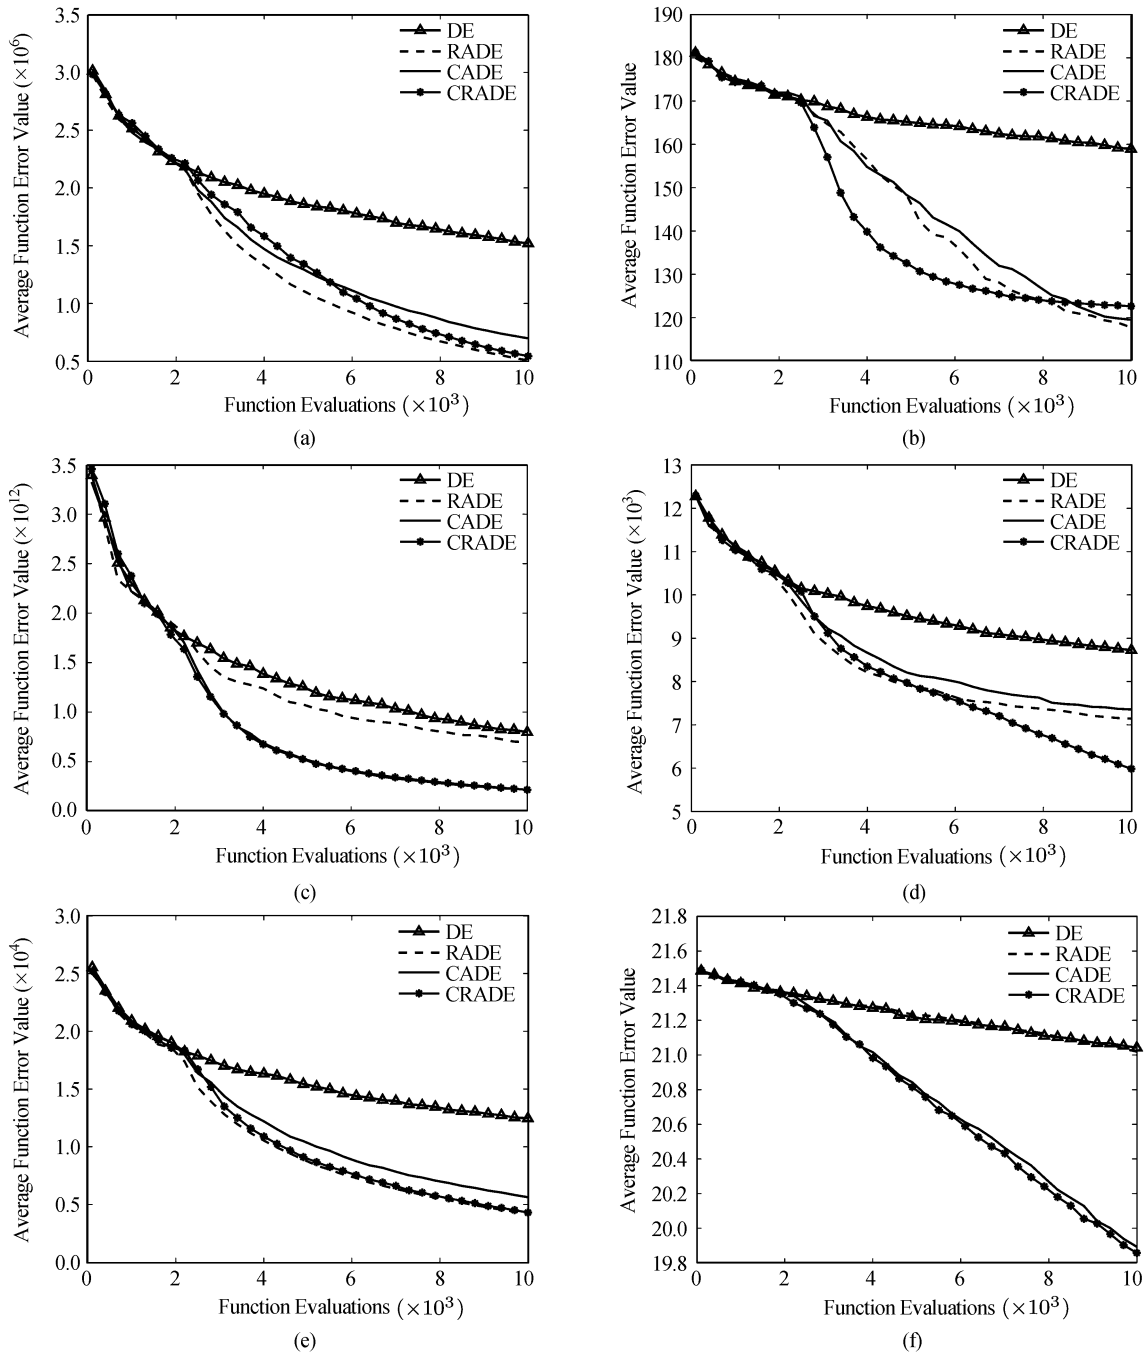 3.5
3.0
2.5
2.0
1.5
1.0
0.5
0 2 4 6 8 10
Average Function Error Value (×10⁶)
Function Evaluations (×10³)
DE
RADE
CADE
CRADE
(a)
190
180
170
160
150
140
130
120
110
0 2 4 6 8 10
Average Function Error Value
Function Evaluations (×10³)
DE
RADE
CADE
CRADE
(b)
3.5
3.0
2.5
2.0
1.5
1.0
0.5
0.0
0 2 4 6 8 10
Average Function Error Value (×10¹²)
Function Evaluations (×10³)
DE
RADE
CADE
CRADE
(c)
13
12
11
10
9
8
7
6
5
0 2 4 6 8 10
Average Function Error Value (×10³)
Function Evaluations (×10³)
DE
RADE
CADE
CRADE
(d)
3.0
2.5
2.0
1.5
1.0
0.5
0.0
0 2 4 6 8 10
Average Function Error Value (×10⁴)
Function Evaluations (×10³)
DE
RADE
CADE
CRADE
(e)
21.8
21.6
21.4
21.2
21.0
20.8
20.6
20.4
20.2
20.0
19.8
0 2 4 6 8 10
Average Function Error Value
Function Evaluations (×10³)
DE
RADE
CADE
CRADE
(f)